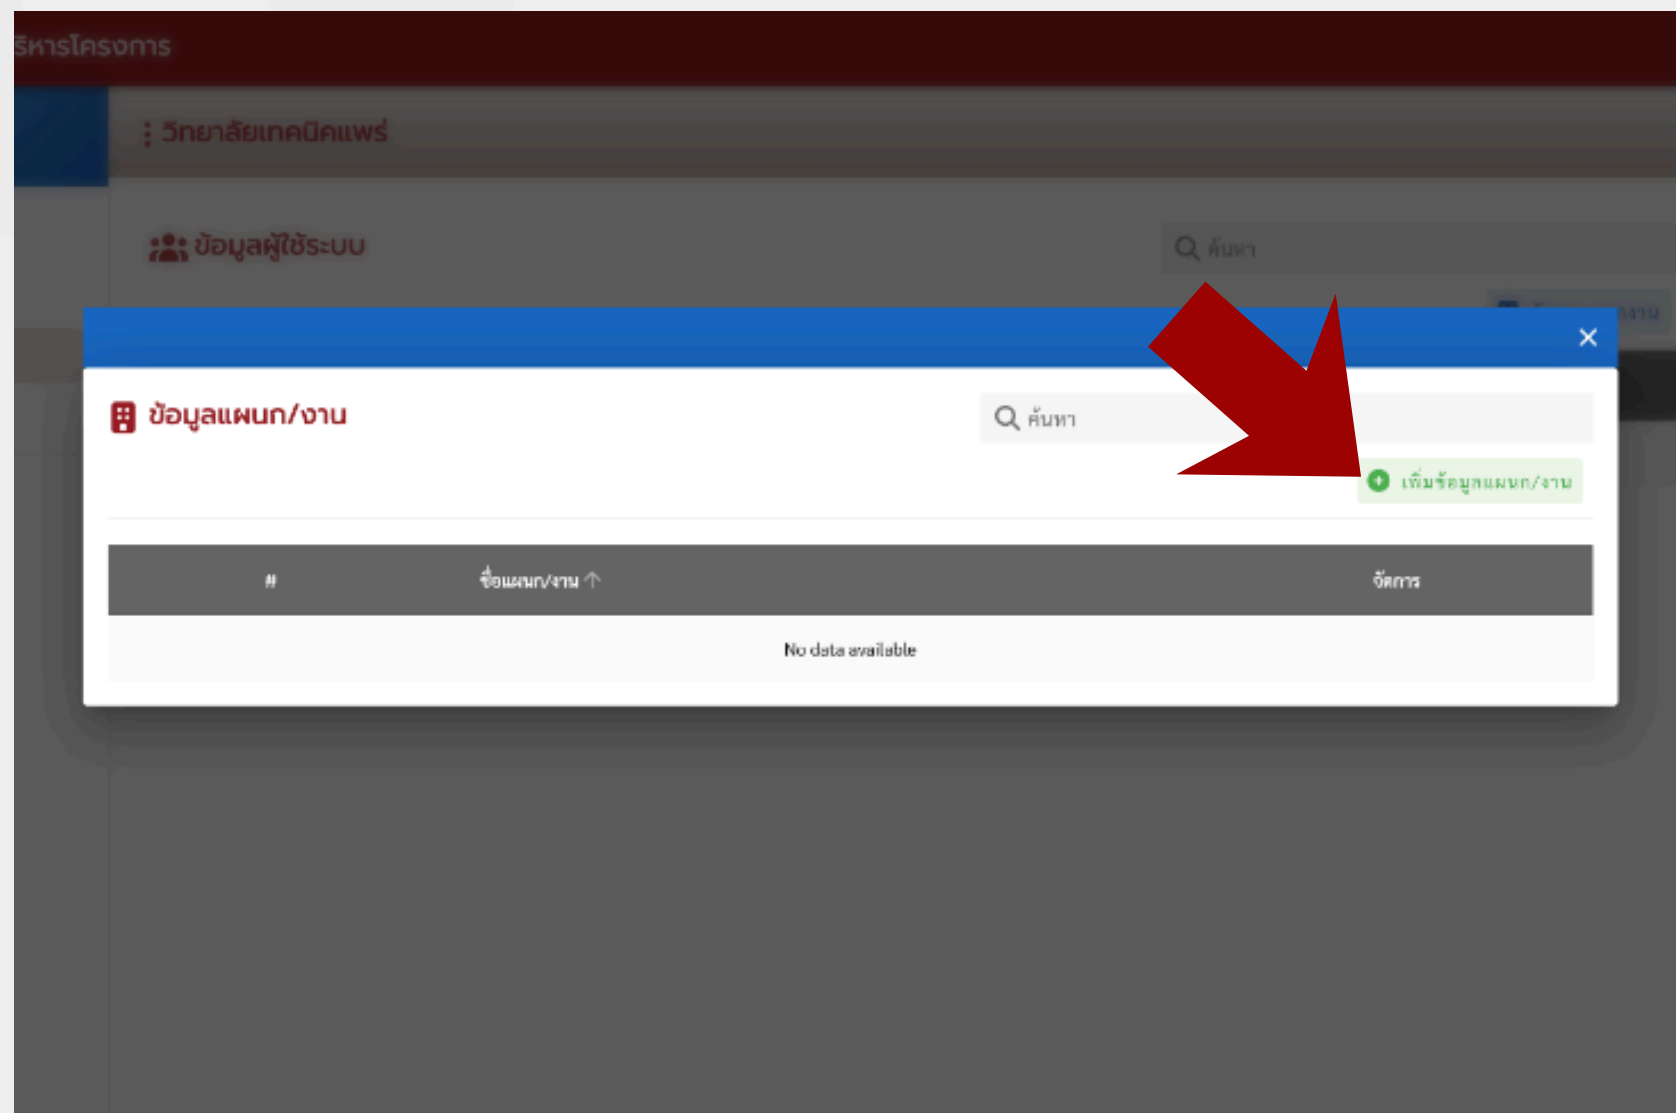 ริหารโครงการ
วิทยาลัยเทคนิคแพร่
ข้อมูลผู้ใช้ระบบ
ค้นหา
ข้อมูลแผนก/งาน
ค้นหา
เพิ่มข้อมูลแผนก/งาน
# ชื่อแผนก/งาน จัดการ
No data available